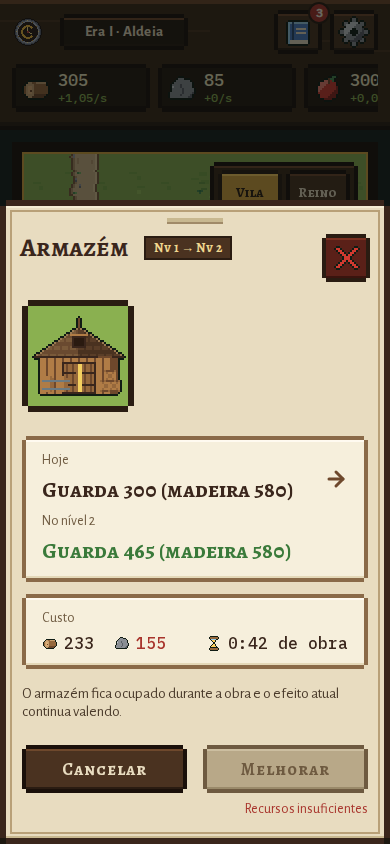 3
Era I · Aldeia
305
+1,05/s
85
+0/s
300
+0,0
Vila
Reino
Armazém
Nv 1 → Nv 2
Hoje
Guarda 300 (madeira 580)
No nível 2
Guarda 465 (madeira 580)
Custo
233
155
0:42 de obra
O armazém fica ocupado durante a obra e o efeito atual
continua valendo.
Cancelar
Melhorar
Recursos insuficientes